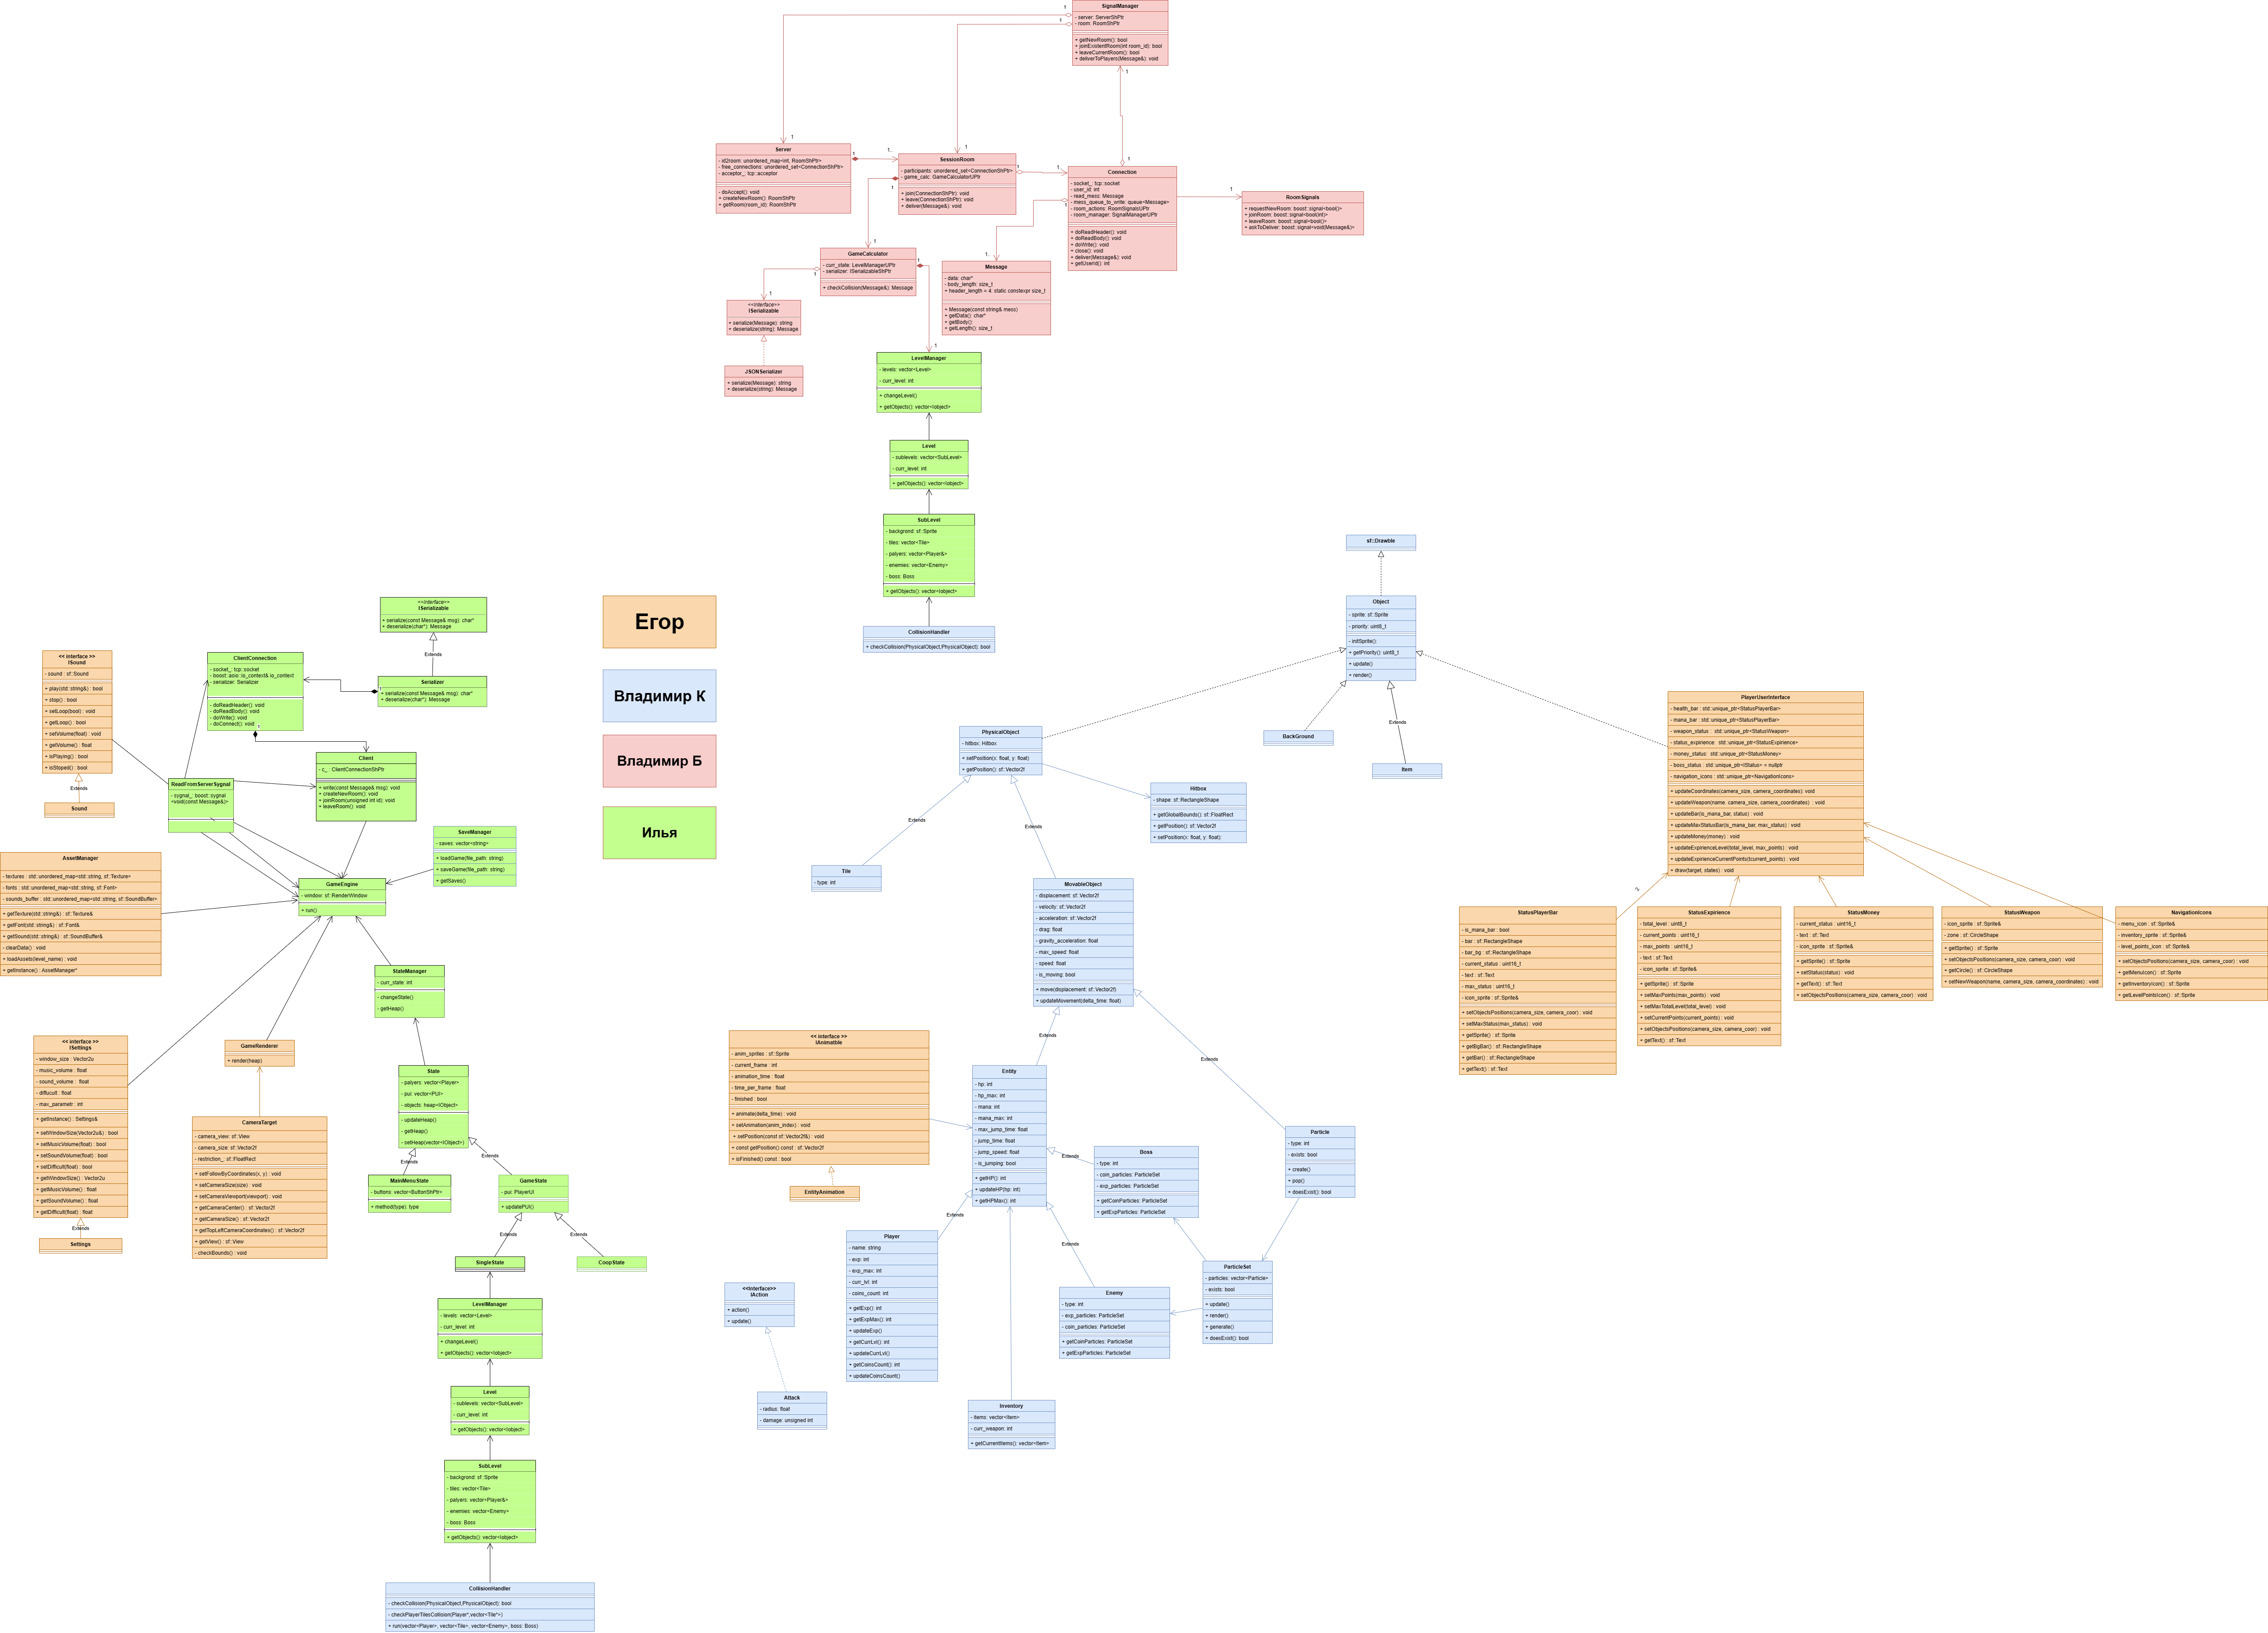 SignalManager
- server: ServerShPtr
- room: RoomShPtr
+ getNewRoom(): bool
+ joinExistentRoom(int room_id): bool
+ leaveCurrentRoom(): bool
+ deliverToPlayers(Message&): void
1
1
1
1
1
1
Server
- id2room: unordered_map<int, RoomShPtr>
- free_connections: unordered_set<ConnectionShPtr>
- acceptor_: tcp::acceptor
- doAccept(): void
+ createNewRoom(): RoomShPtr
+ getRoom(room_id): RoomShPtr
1
1..
SessionRoom
- participants: unordered_set<ConnectionShPtr>
- game_calc: GameCalculatorUPtr
+ join(ConnectionShPtr): void
+ leave(ConnectionShPtr): void
+ deliver(Message&): void
1
1..
1
1
Connection
- socket_: tcp::socket
- user_id: int
- read_mess: Message
- mess_queue_to_write: queue<Message>
- room_actions: RoomSignalsUPtr
- room_manager: SignalManagerUPtr
+ doReadHeader(): void
+ doReadBody(): void
+ doWrite(): void
+ close(): void
+ deliver(Message&): void
+ getUserId(): int
1
1..
1
RoomSignals
+ requestNewRoom: boost::signal<bool()>
+ joinRoom: boost::signal<bool(int)>
+ leaveRoom: boost::signal<bool()>
+ askToDeliver: boost::signal<void(Message&)>
GameCalculator
- curr_state: LevelManagerUPtr
- serializer: ISerializableShPtr
+ checkCollision(Message&): Message
1
1
1
1
Message
- data: char*
- body_length: size_t
+ header_length = 4: static constexpr size_t
+ Message(const string& mess)
+ getData(): char*
+ getBody():
+ getLength(): size_t
<<Interface>>
ISerializable
+ serialize(Message): string
+ deserialize(string): Message
JSONSerializer
+ serialize(Message): string
+ deserialize(string): Message
LevelManager
- levels: vector<Level>
- curr_level: int
+ changeLevel()
+ getObjects(): vector<Iobject>
Level
- sublevels: vector<SubLevel>
- curr_level: int
+ getObjects(): vector<Iobject>
SubLevel
- backgrond: sf::Sprite
- tiles: vector<Tile>
- palyers: vector<Player&>
- enemies: vector<Enemy>
- boss: Boss
+ getObjects(): vector<Iobject>
CollisionHandler
+ checkCollision(PhysicalObject,PhysicalObject): bool
Егор
Владимир К
Владимир Б
Илья
<<Interface>>
ISerializable
+ serialize(const Message& msg): char*
+ deserialize(char*): Message
Extends
Serializer
+ serialize(const Message& msg): char*
+ deserialize(char*): Message
ClientConnection
- socket_: tcp::socket
- boost: asio::io_context& io_context
- serializer: Serializer
- doReadHeader(): void
- doReadBody(): void
- doWrite(): void
- doConnect(): void
1
Client
- c_ : ClientConnectionShPtr
+ write(const Message& msg): void
+ createNewRoom(): void
+ joinRoom(unsigned int id): void
+ leaveRoom(): void
ReadFromServerSygnal
- sygnal_: boost::sygnal
<void(const Message&)>
<< interface >>
ISound
- sound : sf::Sound
+ play(std::string&) : bool
+ stop() : bool
+ setLoop(bool) : void
+ getLoop() : bool
+ setVolume(float) : void
+ getVolume() : float
+ isPlaying() : bool
+ isStoped() : bool
Extends
Sound
SaveManager
- saves: vector<string>
+ loadGame(file_path: string)
+ saveGame(file_path: string)
+ getSaves()
AssetManager
- textures : std::unordered_map<std::string, sf::Texture>
- fonts : std::unordered_map<std::string, sf::Font>
- sounds_buffer : std::unordered_map<std::string, sf::SoundBuffer>
+ getTexture(std::string&) : sf::Texture&
+ getFont(std::string&) : sf::Font&
+ getSound(std::string&) : sf::SoundBuffer&
- clearData() : void
+ loadAssets(level_name) : void
+ getInstance() : AssetManager*
GameEngine
- window: sf::RenderWindow
+ run()
StateManager
- curr_state: int
- changeState()
- getHeap()
GameRenderer
+ render(heap)
<< interface >>
ISettings
- window_size : Vector2u
- music_volume : float
- sound_volume : float
- diffucult : float
- max_parametr : int
+ getInstance() : Settings&
+ setWindowSize(Vector2u&) : bool
+ setMusicVolume(float) : bool
+ setSoundVolume(float) : bool
+ setDifficult(float) : bool
+ getWindowSize() : Vector2u
+ getMusicVolume() : float
+ getSoundVolume() : float
+ getDifficult(float) : float
Extends
Settings
CameraTarget
- camera_view: sf::View
- camera_size: sf::Vector2f
- restriction_ : sf::FloatRect
+ setFollowByCoordinates(x, y) : void
+ setCameraSize(size) : void
+ setCameraViewport(viewport) : void
+ getCameraCenter() : sf::Vector2f
+ getCameraSize() : sf::Vector2f
+ getTopLeftCameraCoordinates() : sf::Vector2f
+ getView() : sf::View
- checkBounds() : void
State
- palyers: vector<Player>
- pui: vector<PUI>
- objects: heap<IObject>
- updateHeap()
- getHeap()
- setHeap(vector<IObject>)
Extends
Extends
MainMenuState
- buttons: vector<ButtonShPtr>
+ method(type): type
GameState
- pui: PlayerUI
+ updatePUI()
Extends
Extends
SingleState
CoopState
LevelManager
- levels: vector<Level>
- curr_level: int
+ changeLevel()
+ getObjects(): vector<Iobject>
Level
- sublevels: vector<SubLevel>
- curr_level: int
+ getObjects(): vector<Iobject>
SubLevel
- backgrond: sf::Sprite
- tiles: vector<Tile>
- palyers: vector<Player&>
- enemies: vector<Enemy>
- boss: Boss
+ getObjects(): vector<Iobject>
CollisionHandler
- checkCollision(PhysicalObject,PhysicalObject): bool
- checkPlayerTilesCollision(Player*,vector<Tile*>)
+ run(vector<Player>, vector<Tile>, vector<Enemy>, boss: Boss)
sf::Drawble
Object
- sprite: sf::Sprite
- priority: uint8_t
- initSprite():
+ getPriority(): uint8_t
+ update()
+ render()
Extends
BackGround
Item
PhysicalObject
- hitbox: Hitbox
+ setPosition(x: float, y: float)
+ getPosition(): sf::Vector2f
Hitbox
- shape: sf::RectangleShape
+ getGlobalBounds(): sf::FloatRect
+ getPosition(): sf::Vector2f
+ setPosition(x: float, y: float):
Extends
Extends
Tile
- type: int
MovableObject
- displacement: sf::Vector2f
- velocity: sf::Vector2f
- acceleration: sf::Vector2f
- drag: float
- gravity_acceleration: float
- max_speed: float
- speed: float
- is_moving: bool
+ move(displacement: sf::Vector2f)
+ updateMovement(delta_time: float)
Extends
Extends
<< interface >>
IAnimatble
- anim_sprites : sf::Sprite
- current_frame : int
- animation_time : float
- time_per_frame : float
- finished : bool
+ animate(delta_time) : void
+ setAnimation(anim_index) : void
+ setPosition(const sf::Vector2f&) : void
+ const getPosition() const : sf::Vector2f
+ isFinished() const : bool
EntityAnimation
Entity
- hp: int
- hp_max: int
- mana: int
- mana_max: int
- max_jump_time: float
- jump_time: float
- jump_speed: float
- is_jumping: bool
+ getHP(): int
+ updateHP(hp: int)
+ getHPMax(): int
Extends
Extends
Extends
Boss
- type: int
- coin_particles: ParticleSet
- exp_particles: ParticleSet
+ getCoinParticles: ParticleSet
+ getExpParticles: ParticleSet
Particle
- type: int
- exists: bool
+ create()
+ pop()
+ doesExist(): bool
Player
- name: string
- exp: int
- exp_max: int
- curr_lvl: int
- coins_count: int
+ getExp(): int
+ getExpMax(): int
+ updateExp()
+ getCurrLvl(): int
+ updateCurrLvl()
+ getCoinsCount(): int
+ updateCoinsCount()
ParticleSet
- particles: vector<Particle>
- exists: bool
+ update()
+ render()
+ generate()
+ doesExist(): bool
Enemy
- type: int
- exp_particles: ParticleSet
- coin_particles: ParticleSet
+ getCoinParticles: ParticleSet
+ getExpParticles: ParticleSet
<<Interface>>
IAction
+ action()
+ update()
Attack
- radius: float
- damage: unsigned int
Inventory
- items: vector<Item>
- curr_weapon: int
+ getCurrentItems(): vector<Item>
PlayerUserInterface
- health_bar : std::unique_ptr<StatusPlayerBar>
- mana_bar : std::unique_ptr<StatusPlayerBar>
- weapon_status : std::unique_ptr<StatusWeapon>
- status_expirience : std::unique_ptr<StatusExpirience>
- money_status : std::unique_ptr<StatusMoney>
- boss_status : std::unique_ptr<IStatus> = nullptr
- navigation_icons : std::unique_ptr<NavigationIcons>
+ updateCoordinates(camera_size, camera_coordinates): void
+ updateWeapon(name. camera_size, camera_coordinates) : void
+ updateBar(is_mana_bar, status) : void
+ updateMaxStatusBar(is_mana_bar, max_status) : void
+ updateMoney(money) : void
+ updateExpirienceLevel(total_level, max_points) : void
+ updateExpirienceCurrentPoints(tcurrent_points) : void
+ draw(target, states) : void
2
StatusPlayerBar
- is_mana_bar : bool
- bar : sf::RectangleShape
- bar_bg : sf::RectangleShape
- current_status : uint16_t
- text : sf::Text
- max_status : uint16_t
- icon_sprite : sf::Sprite&
+ setObjectsPositions(camera_size, camera_coor) : void
+ setMaxStatus(max_status) : void
+ getSprite() : sf::Sprite
+ getBgBar() : sf::RectangleShape
+ getBar() : sf::RectangleShape
+ getText() : sf::Text
StatusExpirience
- total_level : uint8_t
- current_points : uint16_t
- max_points : uint16_t
- text : sf::Text
- icon_sprite : sf::Sprite&
+ getSprite() : sf::Sprite
+ setMaxPoints(max_points) : void
+ setMaxTotalLevel(total_level) : void
+ setCurrentPoints(current_points) : void
+ setObjectsPositions(camera_size, camera_coor) : void
+ getText() : sf::Text
StatusMoney
- current_status : uint16_t
- text : sf::Text
- icon_sprite : sf::Sprite&
+ getSprite() : sf::Sprite
+ setStatus(status) : void
+ getText() : sf::Text
+ setObjectsPositions(camera_size, camera_coor) : void
StatusWeapon
- icon_sprite : sf::Sprite&
- zone : sf::CircleShape
+ getSprite() : sf::Sprite
+ setObjectsPositions(camera_size, camera_coor) : void
+ getCircle() : sf::CircleShape
+ setNewWeapon(name, camera_size, camera_coordinates) : void
NavigationIcons
- menu_icon : sf::Sprite&
- inventory_sprite : sf::Sprite&
- level_points_icon : sf::Sprite&
+ setObjectsPositions(camera_size, camera_coor) : void
+ getMenuIcon() : sf::Sprite
+ getInventoryIcon() : sf::Sprite
+ getLevelPointsIcon() : sf::Sprite